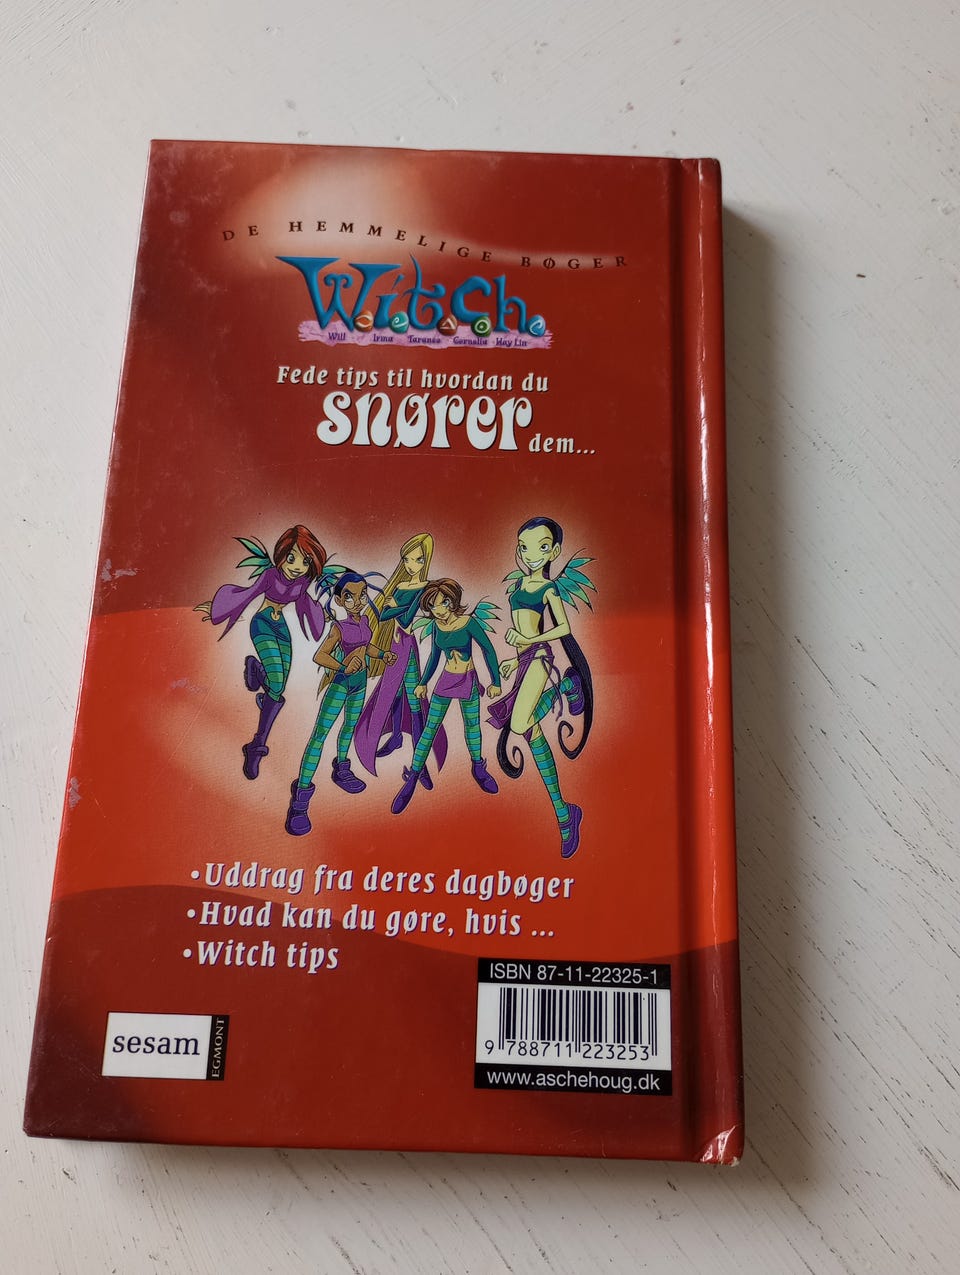 DE HEMMELIGE BØGER
W.i.t.c.h.
Will Irma Taranee Cornelia Hay Lin
Fede tips til hvordan du
snører dem...
•Uddrag fra deres dagbøger
•Hvad kan du gøre, hvis ...
•Witch tips
ISBN 87-11-22325-1
9 788711 223253
www.aschehoug.dk
sesam
EGMONT